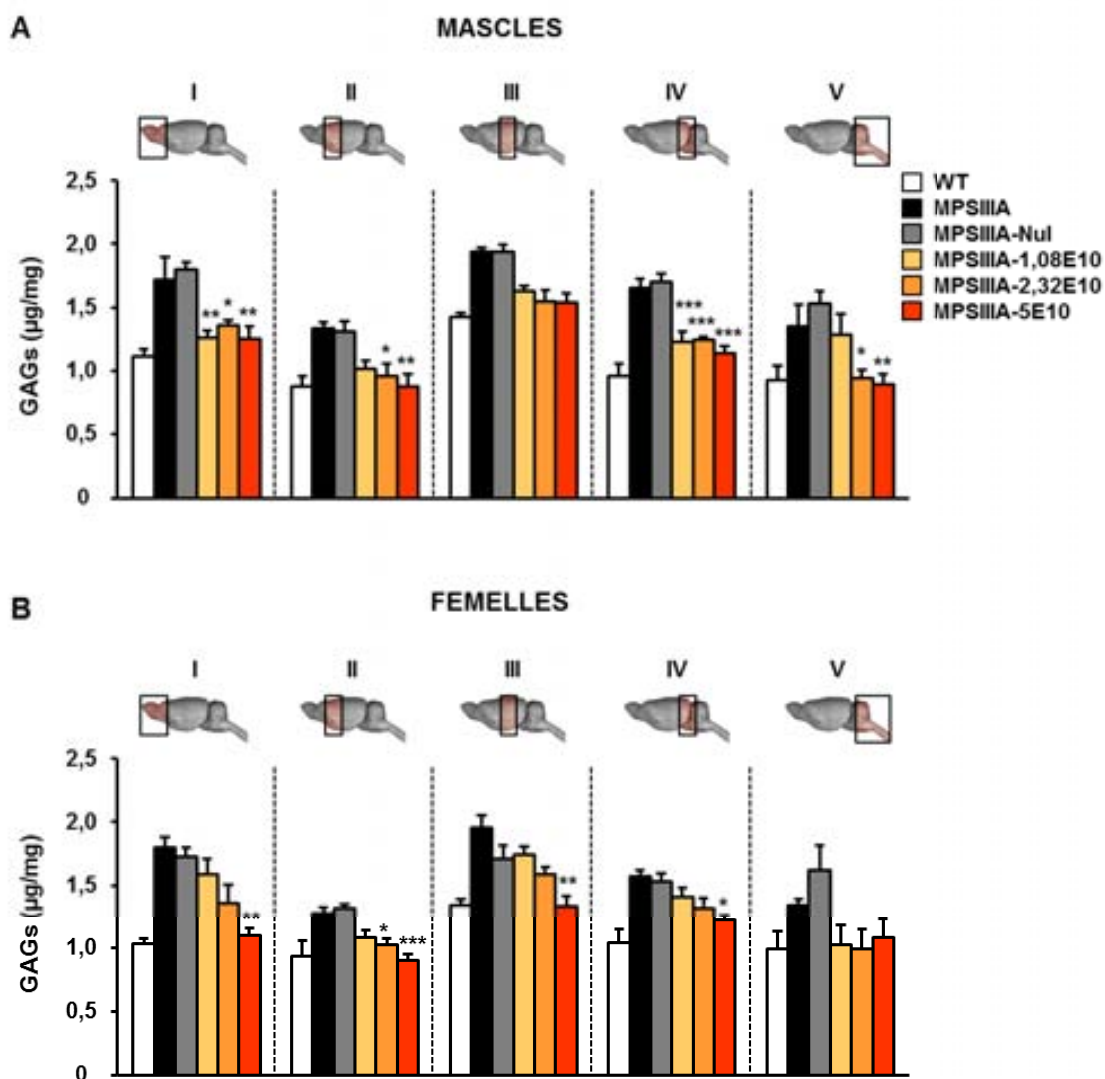 A
MASCLES
I II III IV V
2,5
2,0
1,5
1,0
0,5
0
GAGs (µg/mg)
** * **
* **
*** *** ***
* **
WT
MPSIIIA
MPSIIIA-Nul
MPSIIIA-1,08E10
MPSIIIA-2,32E10
MPSIIIA-5E10
B
FEMELLES
I II III IV V
2,5
2,0
1,5
1,0
0,5
0
GAGs (µg/mg)
**
* ***
**
*